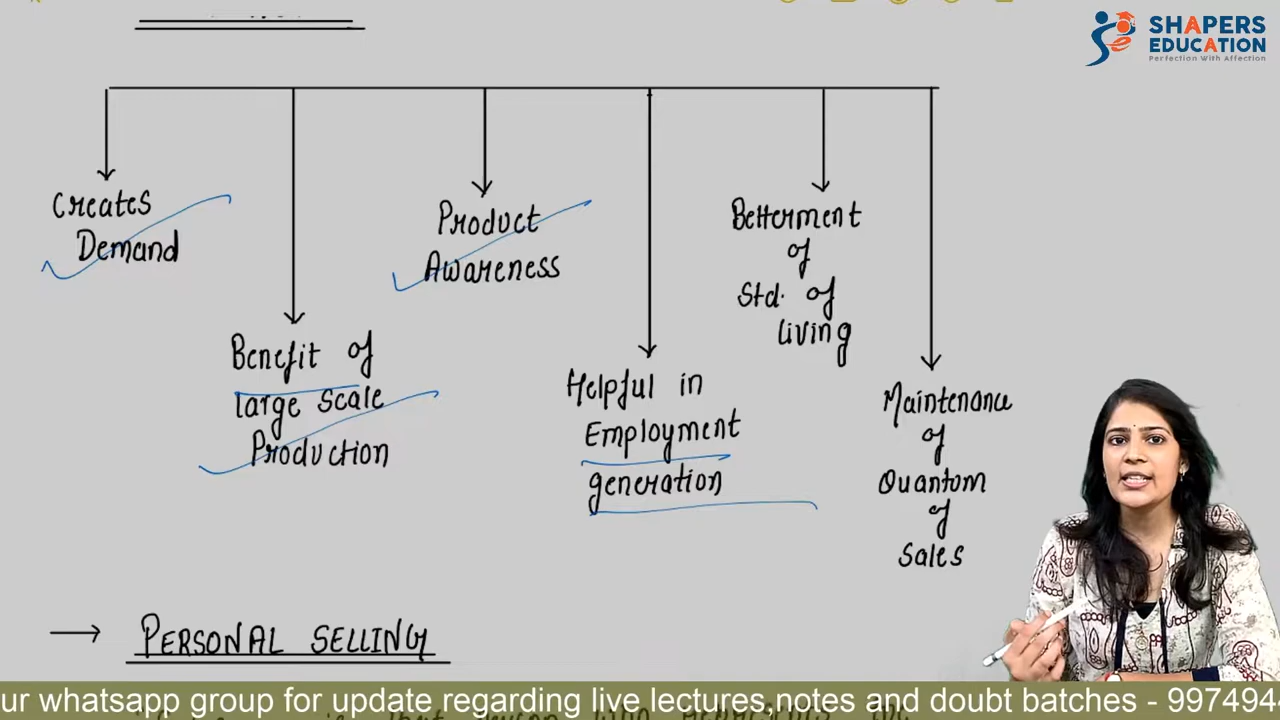 SHAPERS
EDUCATION
Perfection With Affection
Creates
Demand
Benefit of
large Scale
Production
Product
Awareness
Helpful in
Employment
generation
Betterment
of
Std. of
living
Maintenance
of
Quantom
of
Sales
→ PERSONAL SELLING
ur whatsapp group for update regarding live lectures,notes and doubt batches - 9974944